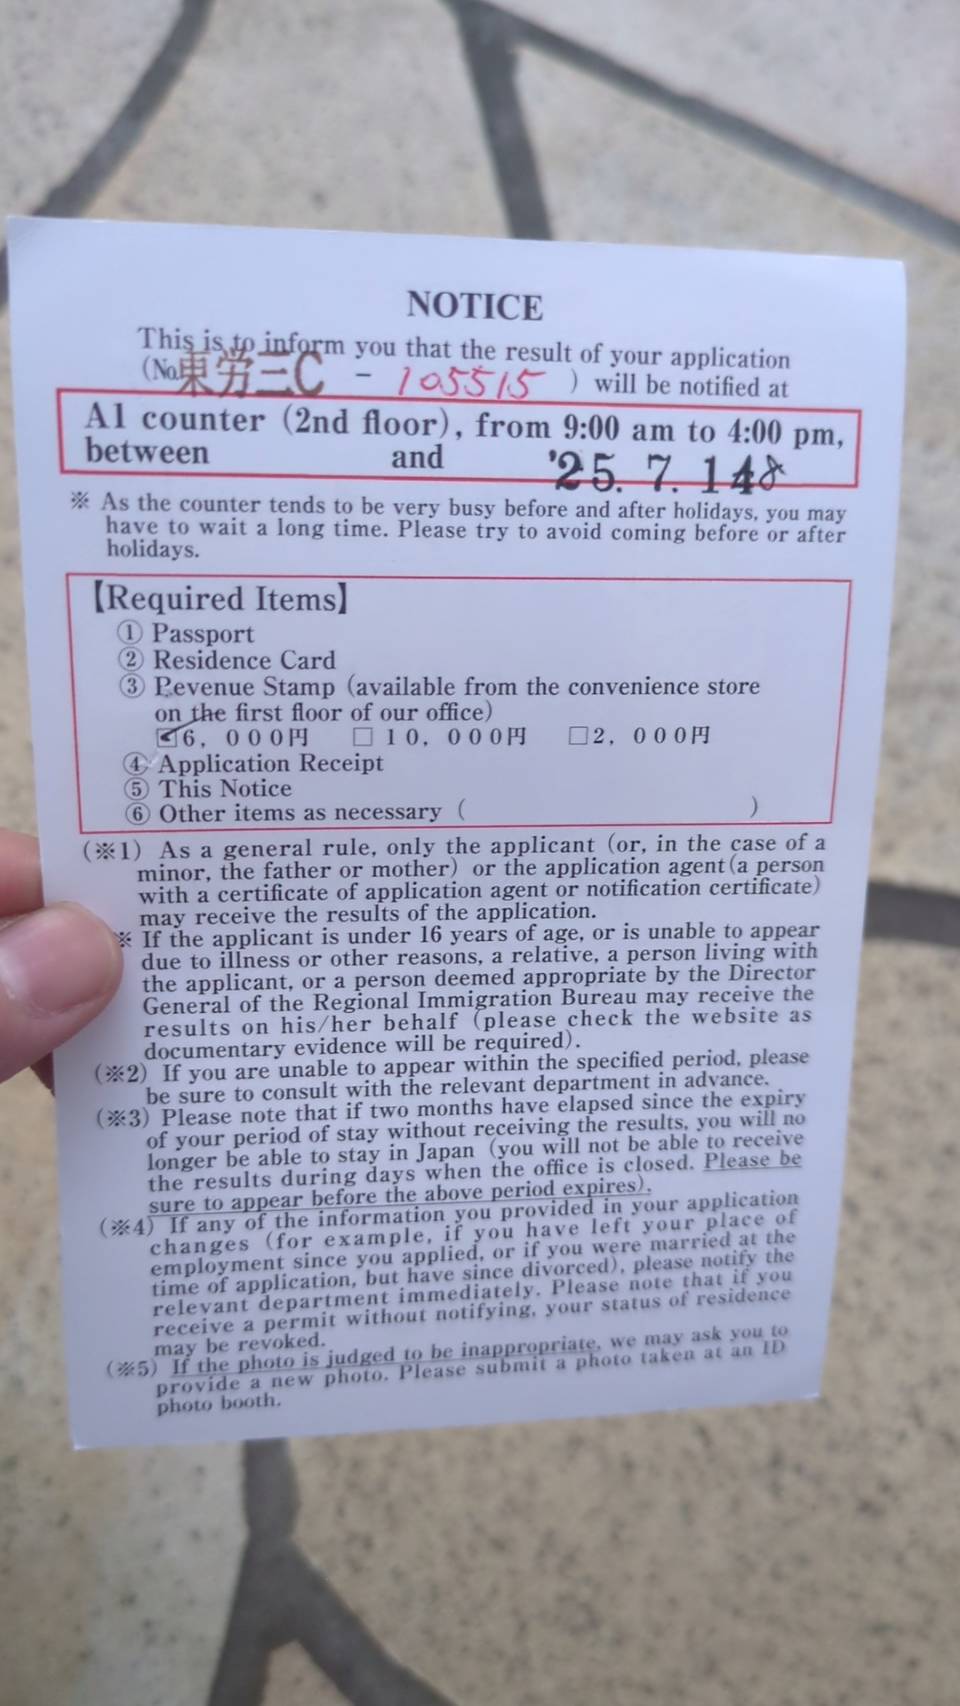 NOTICE
This is to inform you that the result of your application
(No.東労三C - 105515 ) will be notified at
A1 counter (2nd floor), from 9:00 am to 4:00 pm,
between and '25. 7. 148
※ As the counter tends to be very busy before and after holidays, you may
have to wait a long time. Please try to avoid coming before or after
holidays.
【Required Items】
① Passport
② Residence Card
③ Revenue Stamp (available from the convenience store
on the first floor of our office)
☑6,000円 □10,000円 □2,000円
④ Application Receipt
⑤ This Notice
⑥ Other items as necessary ( )
(※1) As a general rule, only the applicant (or, in the case of a
minor, the father or mother) or the application agent(a person
with a certificate of application agent or notification certificate)
may receive the results of the application.
※ If the applicant is under 16 years of age, or is unable to appear
due to illness or other reasons, a relative, a person living with
the applicant, or a person deemed appropriate by the Director
General of the Regional Immigration Bureau may receive the
results on his/her behalf (please check the website as
documentary evidence will be required).
(※2) If you are unable to appear within the specified period, please
be sure to consult with the relevant department in advance.
(※3) Please note that if two months have elapsed since the expiry
of your period of stay without receiving the results, you will no
longer be able to stay in Japan (you will not be able to receive
the results during days when the office is closed. Please be
sure to appear before the above period expires).
(※4) If any of the information you provided in your application
changes (for example, if you have left your place of
employment since you applied, or if you were married at the
time of application, but have since divorced), please notify the
relevant department immediately. Please note that if you
receive a permit without notifying, your status of residence
may be revoked.
(※5) If the photo is judged to be inappropriate, we may ask you to
provide a new photo. Please submit a photo taken at an ID
photo booth.